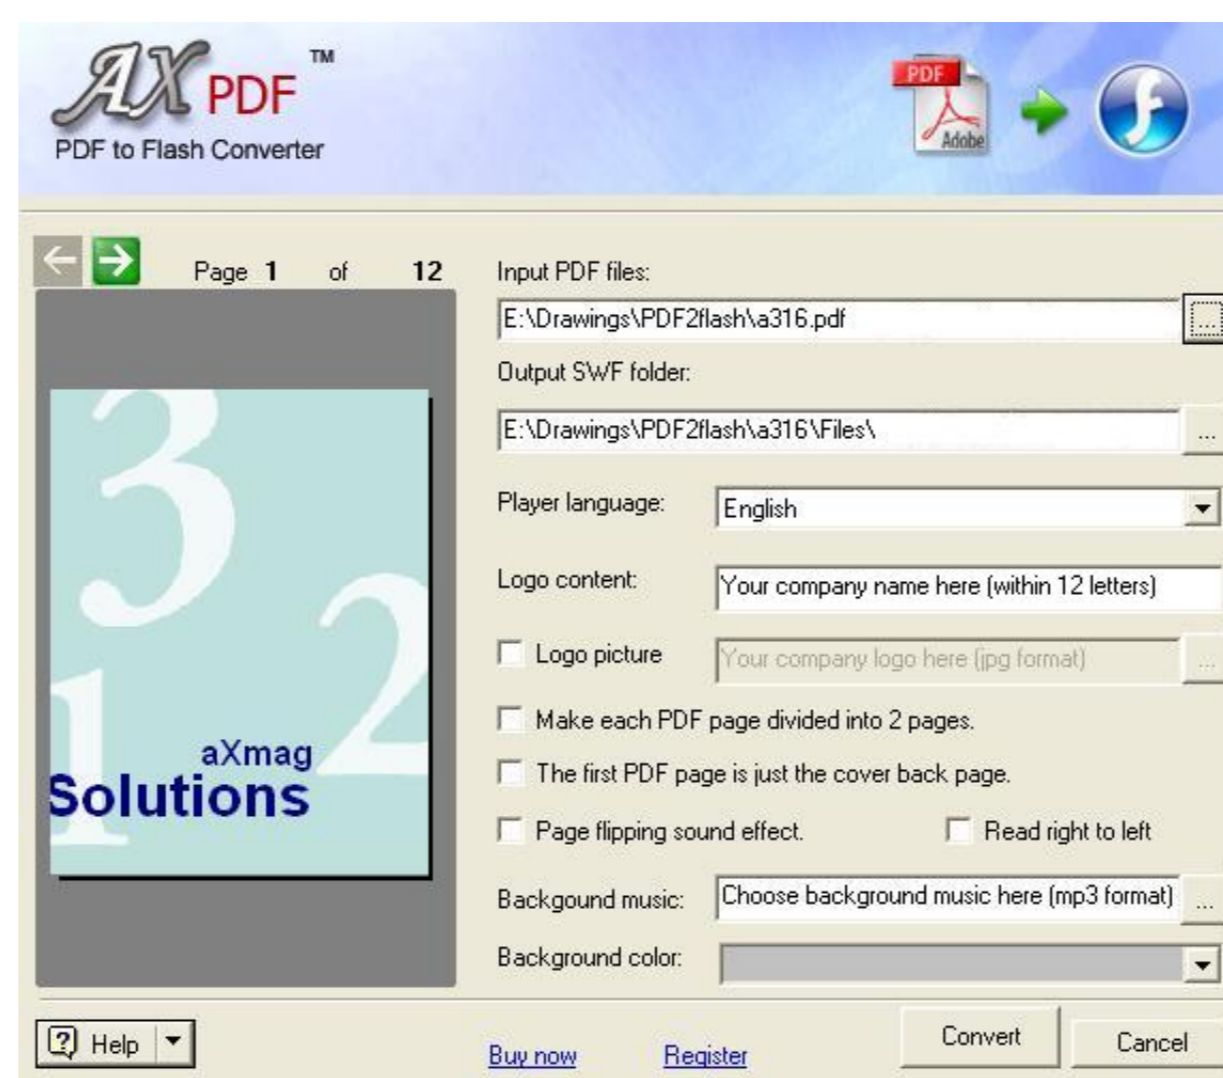 AX PDF ™
PDF to Flash Converter
PDF
Adobe
Page 1 of 12
3
2
1
aXmag
Solutions
Input PDF files:
E:\Drawings\PDF2flash\a316.pdf
...
Output SWF folder:
E:\Drawings\PDF2flash\a316\Files\
...
Player language: English
Logo content: Your company name here (within 12 letters)
Logo picture Your company logo here (jpg format) ...
Make each PDF page divided into 2 pages.
The first PDF page is just the cover back page.
Page flipping sound effect. Read right to left
Backgound music: Choose background music here (mp3 format) ...
Background color:
? Help Buy now Register Convert Cancel